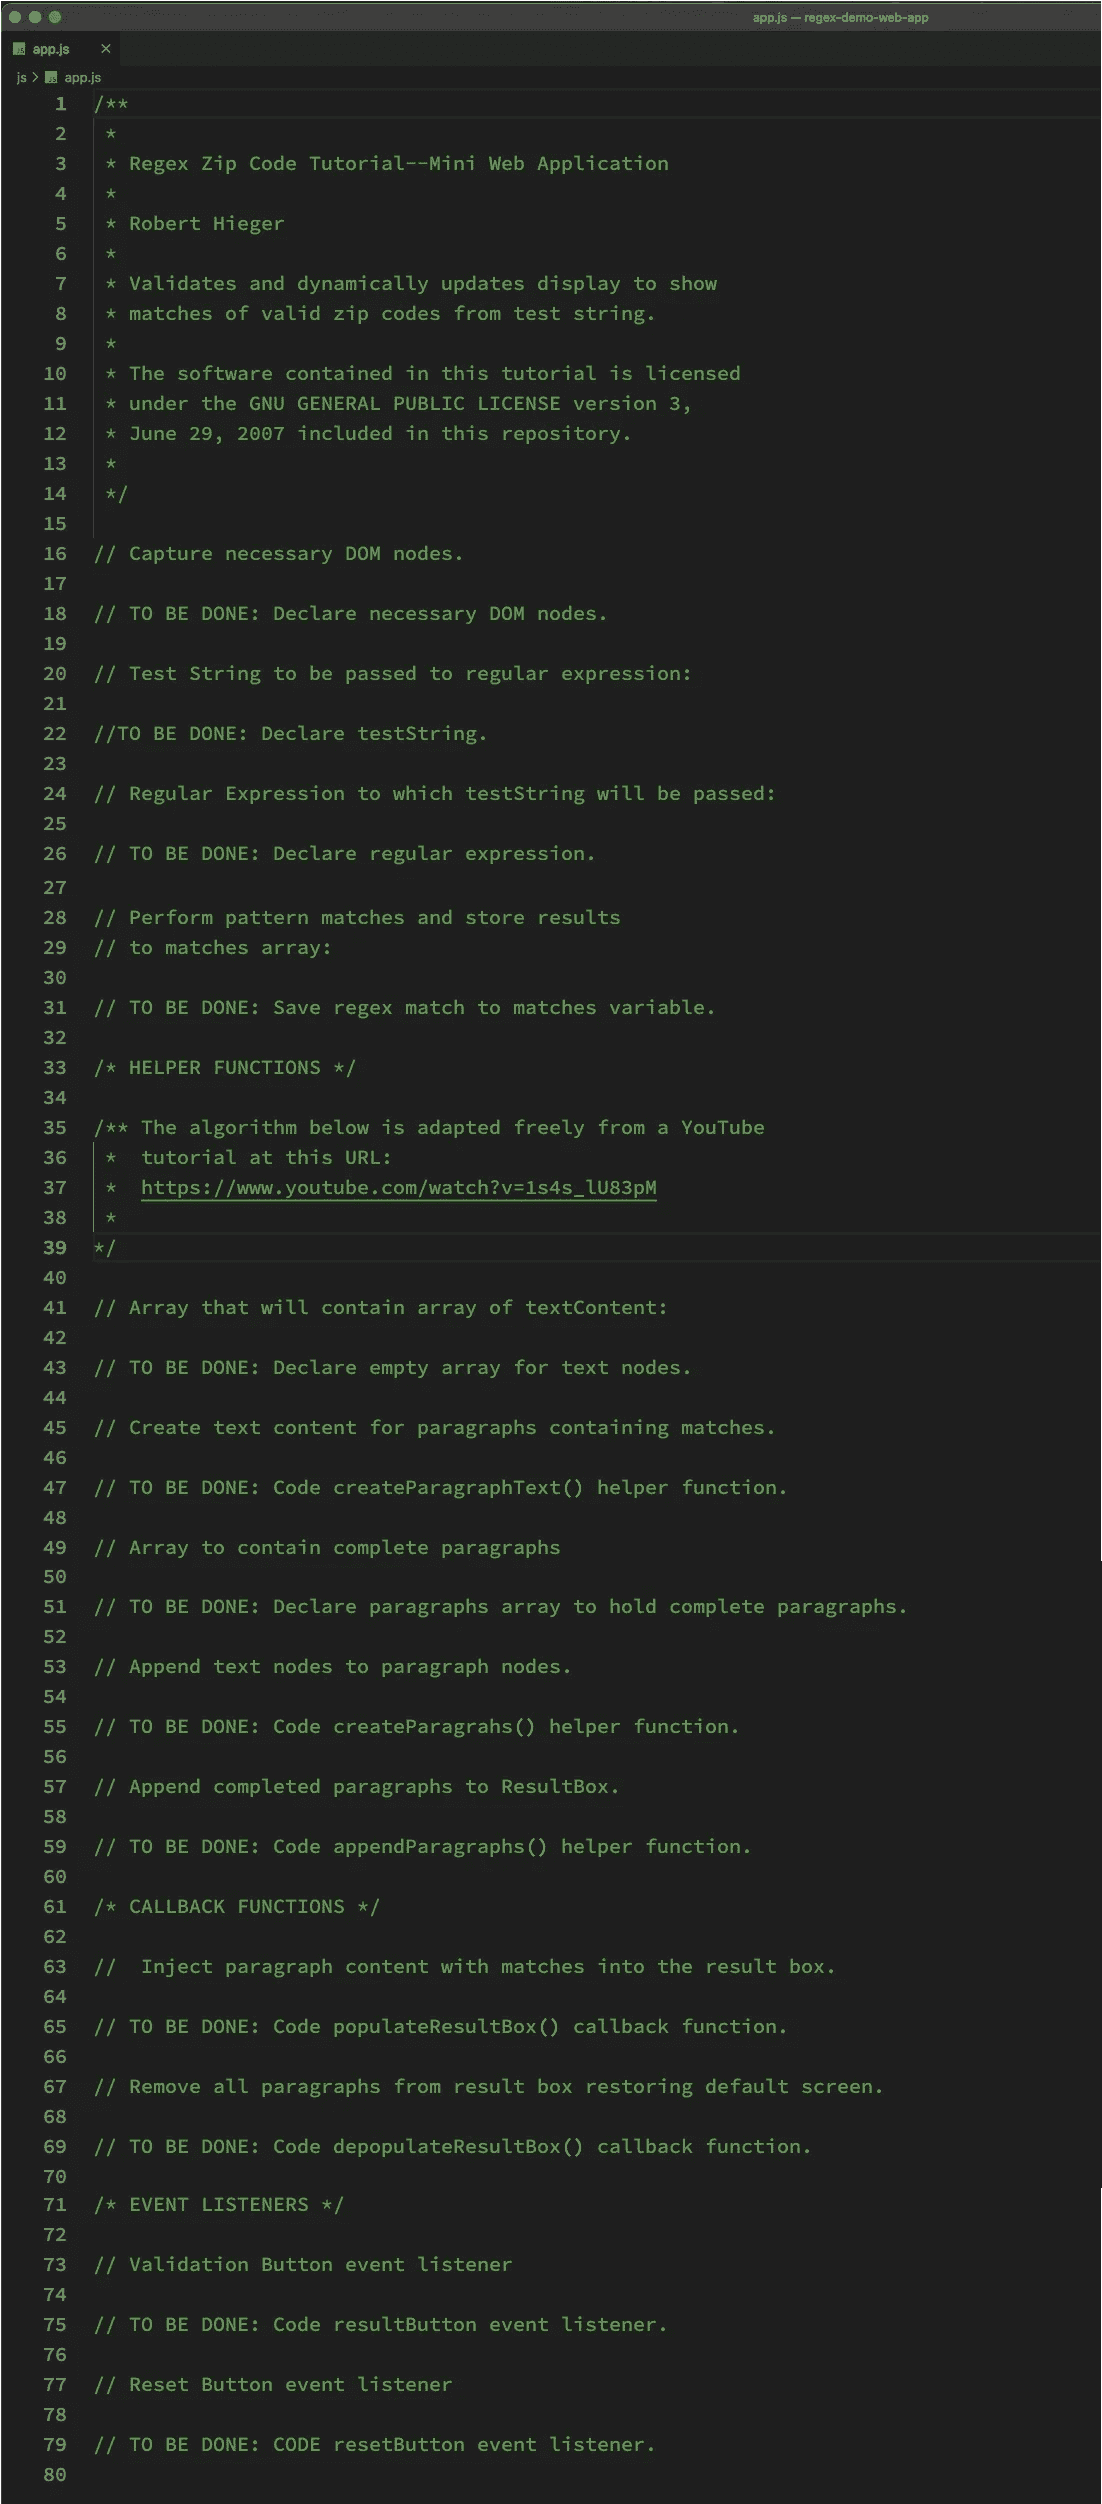 app.js — regex-demo-web-app
app.js ×
js > app.js
1 /**
2 *
3 * Regex Zip Code Tutorial--Mini Web Application
4 *
5 * Robert Hieger
6 *
7 * Validates and dynamically updates display to show
8 * matches of valid zip codes from test string.
9 *
10 * The software contained in this tutorial is licensed
11 * under the GNU GENERAL PUBLIC LICENSE version 3,
12 * June 29, 2007 included in this repository.
13 *
14 */
15
16 // Capture necessary DOM nodes.
17
18 // TO BE DONE: Declare necessary DOM nodes.
19
20 // Test String to be passed to regular expression:
21
22 //TO BE DONE: Declare testString.
23
24 // Regular Expression to which testString will be passed:
25
26 // TO BE DONE: Declare regular expression.
27
28 // Perform pattern matches and store results
29 // to matches array:
30
31 // TO BE DONE: Save regex match to matches variable.
32
33 /* HELPER FUNCTIONS */
34
35 /** The algorithm below is adapted freely from a YouTube
36 * tutorial at this URL:
37 * https://www.youtube.com/watch?v=1s4s_lU83pM
38 *
39 */
40
41 // Array that will contain array of textContent:
42
43 // TO BE DONE: Declare empty array for text nodes.
44
45 // Create text content for paragraphs containing matches.
46
47 // TO BE DONE: Code createParagraphText() helper function.
48
49 // Array to contain complete paragraphs
50
51 // TO BE DONE: Declare paragraphs array to hold complete paragraphs.
52
53 // Append text nodes to paragraph nodes.
54
55 // TO BE DONE: Code createParagrahs() helper function.
56
57 // Append completed paragraphs to ResultBox.
58
59 // TO BE DONE: Code appendParagraphs() helper function.
60
61 /* CALLBACK FUNCTIONS */
62
63 //  Inject paragraph content with matches into the result box.
64
65 // TO BE DONE: Code populateResultBox() callback function.
66
67 // Remove all paragraphs from result box restoring default screen.
68
69 // TO BE DONE: Code depopulateResultBox() callback function.
70
71 /* EVENT LISTENERS */
72
73 // Validation Button event listener
74
75 // TO BE DONE: Code resultButton event listener.
76
77 // Reset Button event listener
78
79 // TO BE DONE: CODE resetButton event listener.
80